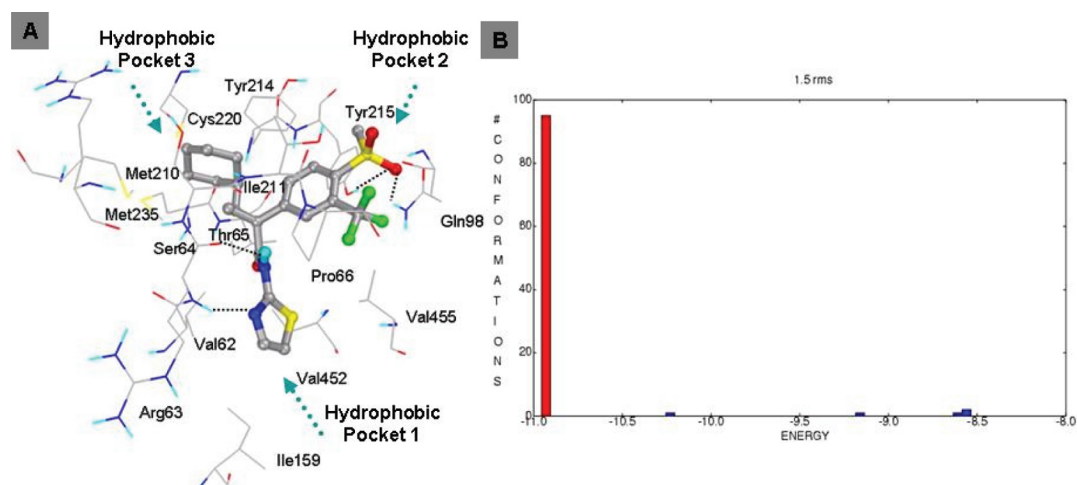 A
Hydrophobic
Pocket 3
Hydrophobic
Pocket 2
Tyr214
Tyr215
Cys220
Met210
Ile211
Met235
Gln98
Thr65
Ser64
Pro66
Val455
Val62
Val452
Arg63
Hydrophobic
Pocket 1
Ile159
B
1.5 rms
100
80
60
40
20
0
#
C
O
N
F
O
R
M
A
T
I
O
N
S
-11.0 -10.5 -10.0 -9.5 -9.0 -8.5 -8.0
ENERGY